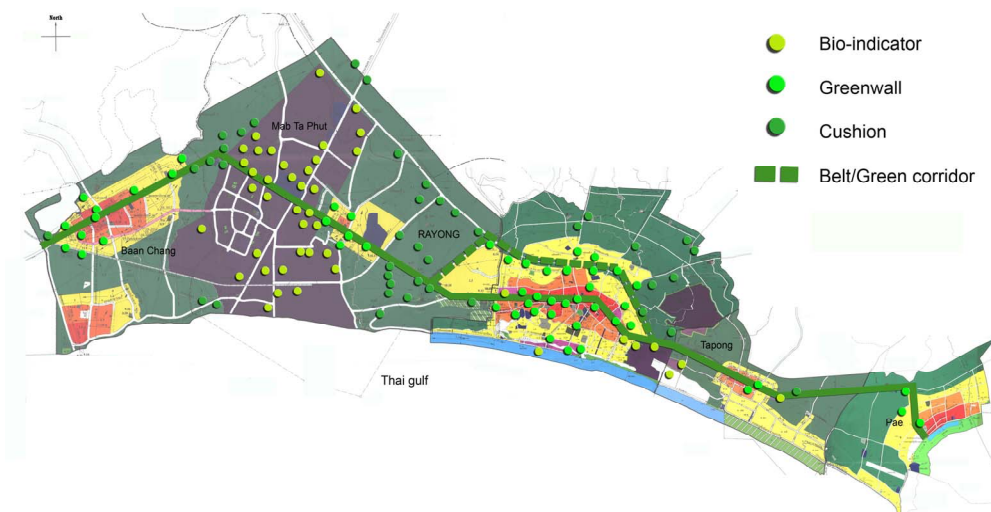 North
Bio-indicator
Greenwall
Cushion
Belt/Green corridor
Mab Ta Phut
RAYONG
Baan Chang
Tapong
Thai gulf
Pae